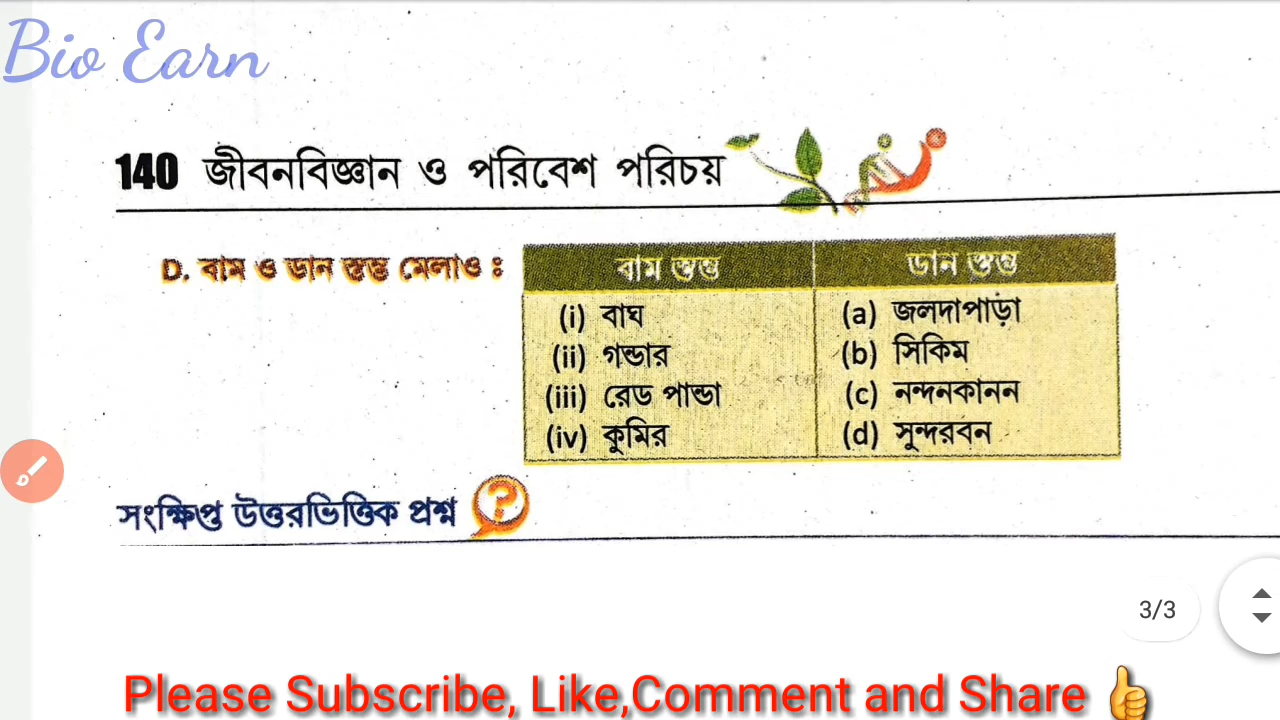 Bio Earn
140 জীবনবিজ্ঞান ও পরিবেশ পরিচয়
D. বাম ও ডান স্তম্ভ মেলাও ঃ
বাম স্তম্ভ
ডান স্তম্ভ
(i) বাঘ
(a) জলদাপাড়া
(ii) গন্ডার
(b) সিকিম
(iii) রেড পান্ডা
(c) নন্দনকানন
(iv) কুমির
(d) সুন্দরবন
সংক্ষিপ্ত উত্তরভিত্তিক প্রশ্ন ?
3/3
Please Subscribe, Like,Comment and Share 👍